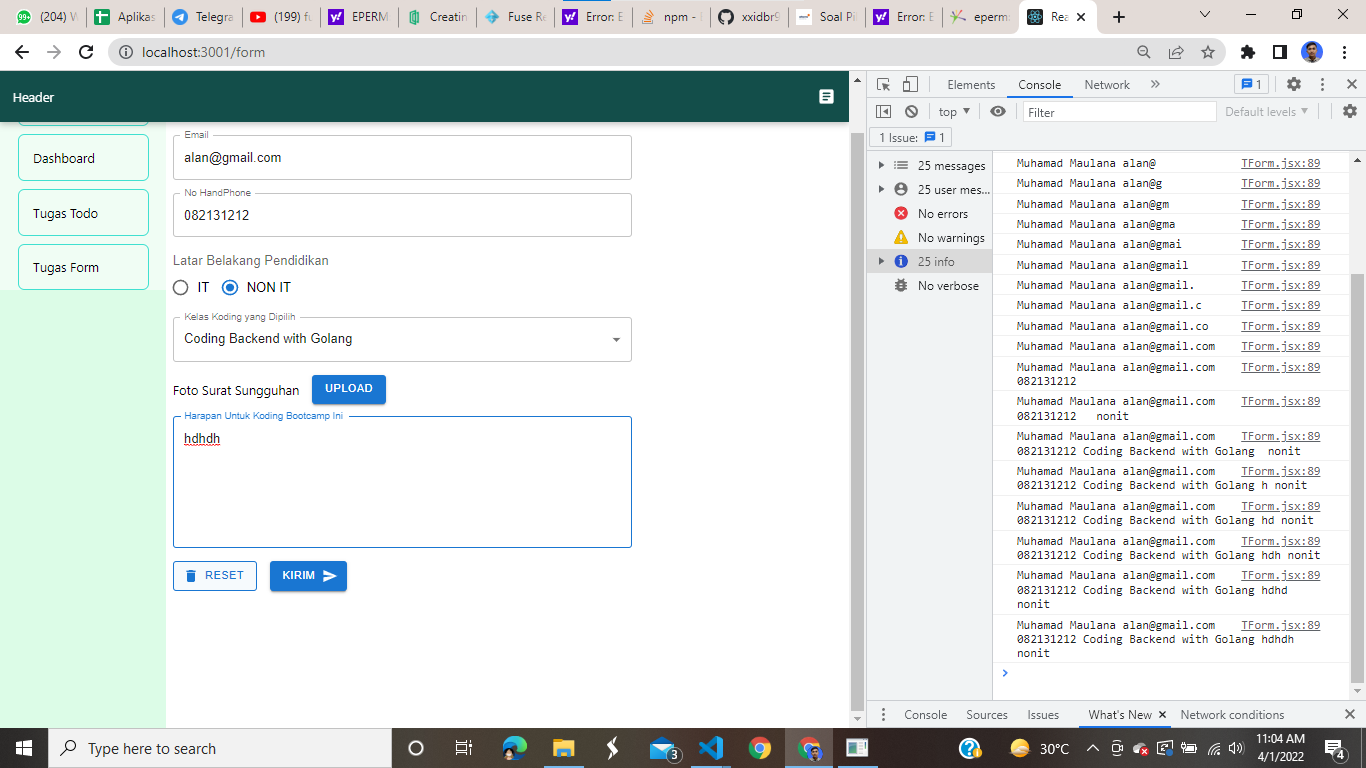 (204) W
Aplikas
Telegra
(199) fu
EPERM
Creatin
Fuse Re
Error: E
npm -
xxidbr9
Soal Pi
Error: E
eperm:
Rea
localhost:3001/form
Header
Dashboard
Tugas Todo
Tugas Form
Email
alan@gmail.com
No HandPhone
082131212
Latar Belakang Pendidikan
IT NON IT
Kelas Koding yang Dipilih
Coding Backend with Golang
Foto Surat Sungguhan UPLOAD
Harapan Untuk Koding Bootcamp Ini
hdhdh
RESET KIRIM
Elements Console Network 1
top Filter Default levels
1 Issue: 1
25 messages
25 user mes...
No errors
No warnings
25 info
No verbose
Muhamad Maulana alan@ TForm.jsx:89
Muhamad Maulana alan@g TForm.jsx:89
Muhamad Maulana alan@gm TForm.jsx:89
Muhamad Maulana alan@gma TForm.jsx:89
Muhamad Maulana alan@gmai TForm.jsx:89
Muhamad Maulana alan@gmail TForm.jsx:89
Muhamad Maulana alan@gmail. TForm.jsx:89
Muhamad Maulana alan@gmail.c TForm.jsx:89
Muhamad Maulana alan@gmail.co TForm.jsx:89
Muhamad Maulana alan@gmail.com TForm.jsx:89
Muhamad Maulana alan@gmail.com TForm.jsx:89
082131212
Muhamad Maulana alan@gmail.com TForm.jsx:89
082131212 nonit
Muhamad Maulana alan@gmail.com TForm.jsx:89
082131212 Coding Backend with Golang nonit
Muhamad Maulana alan@gmail.com TForm.jsx:89
082131212 Coding Backend with Golang h nonit
Muhamad Maulana alan@gmail.com TForm.jsx:89
082131212 Coding Backend with Golang hd nonit
Muhamad Maulana alan@gmail.com TForm.jsx:89
082131212 Coding Backend with Golang hdh nonit
Muhamad Maulana alan@gmail.com TForm.jsx:89
082131212 Coding Backend with Golang hdhd
nonit
Muhamad Maulana alan@gmail.com TForm.jsx:89
082131212 Coding Backend with Golang hdhdh
nonit
Console Sources Issues What's New Network conditions
Type here to search
3
30°C
11:04 AM
4/1/2022
4